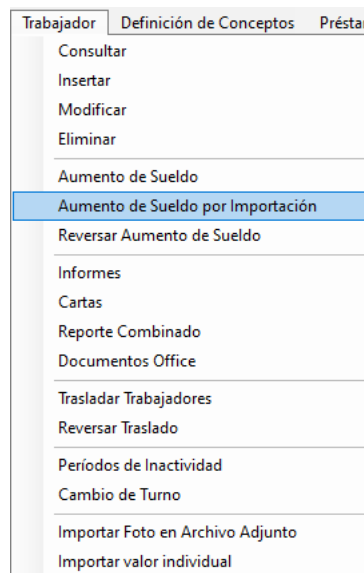 Trabajador Definición de Conceptos
Consultar
Insertar
Modificar
Eliminar
Aumento de Sueldo
Aumento de Sueldo por Importación
Reversar Aumento de Sueldo
Informes
Cartas
Reporte Combinado
Documentos Office
Trasladar Trabajadores
Reversar Traslado
Períodos de Inactividad
Cambio de Turno
Importar Foto en Archivo Adjunto
Importar valor individual